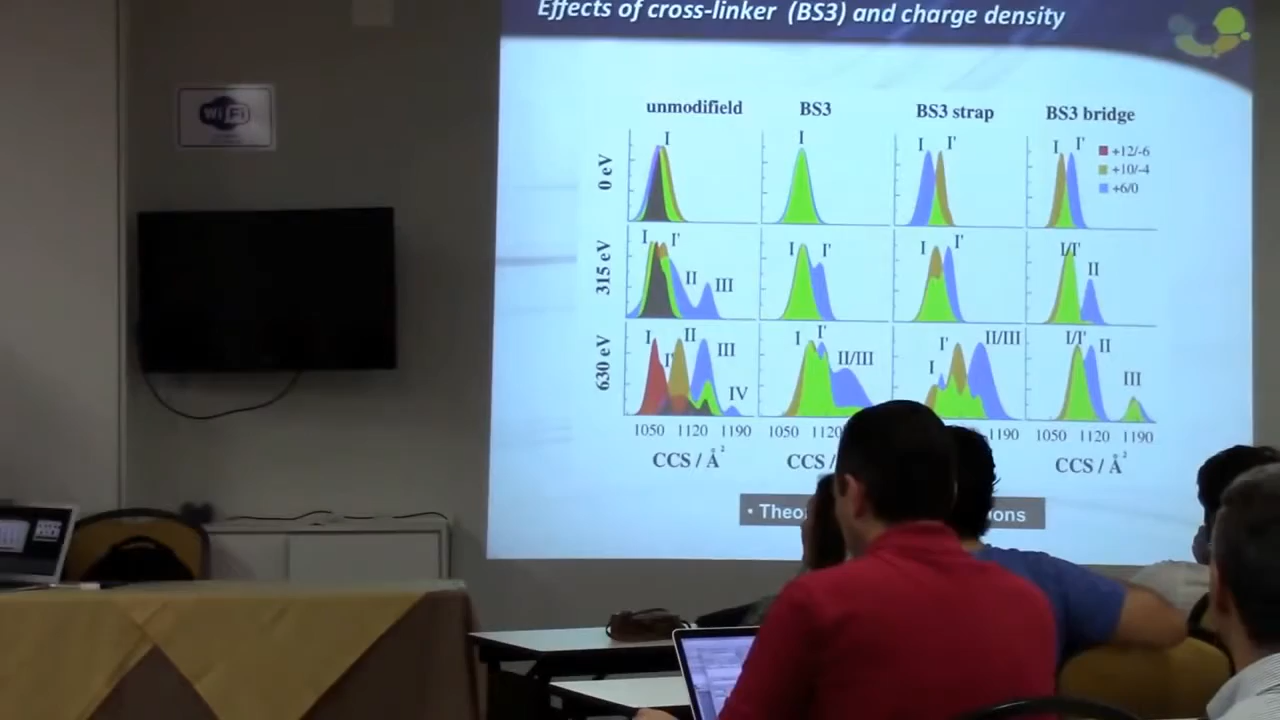 Effects of cross-linker (BS3) and charge density
WiFi
unmodifield BS3 BS3 strap BS3 bridge
+12/-6
+10/-4
+6/0
0 eV
I
I
I I'
I I'
315 eV
I I' II III
I I'
I I'
I/I' II
630 eV
I II III IV
I I' II/III
I I' II/III
I/I' II III
1050 1120 1190
1050 1120
1190
1050 1120 1190
CCS / Å²
CCS /
CCS / Å²